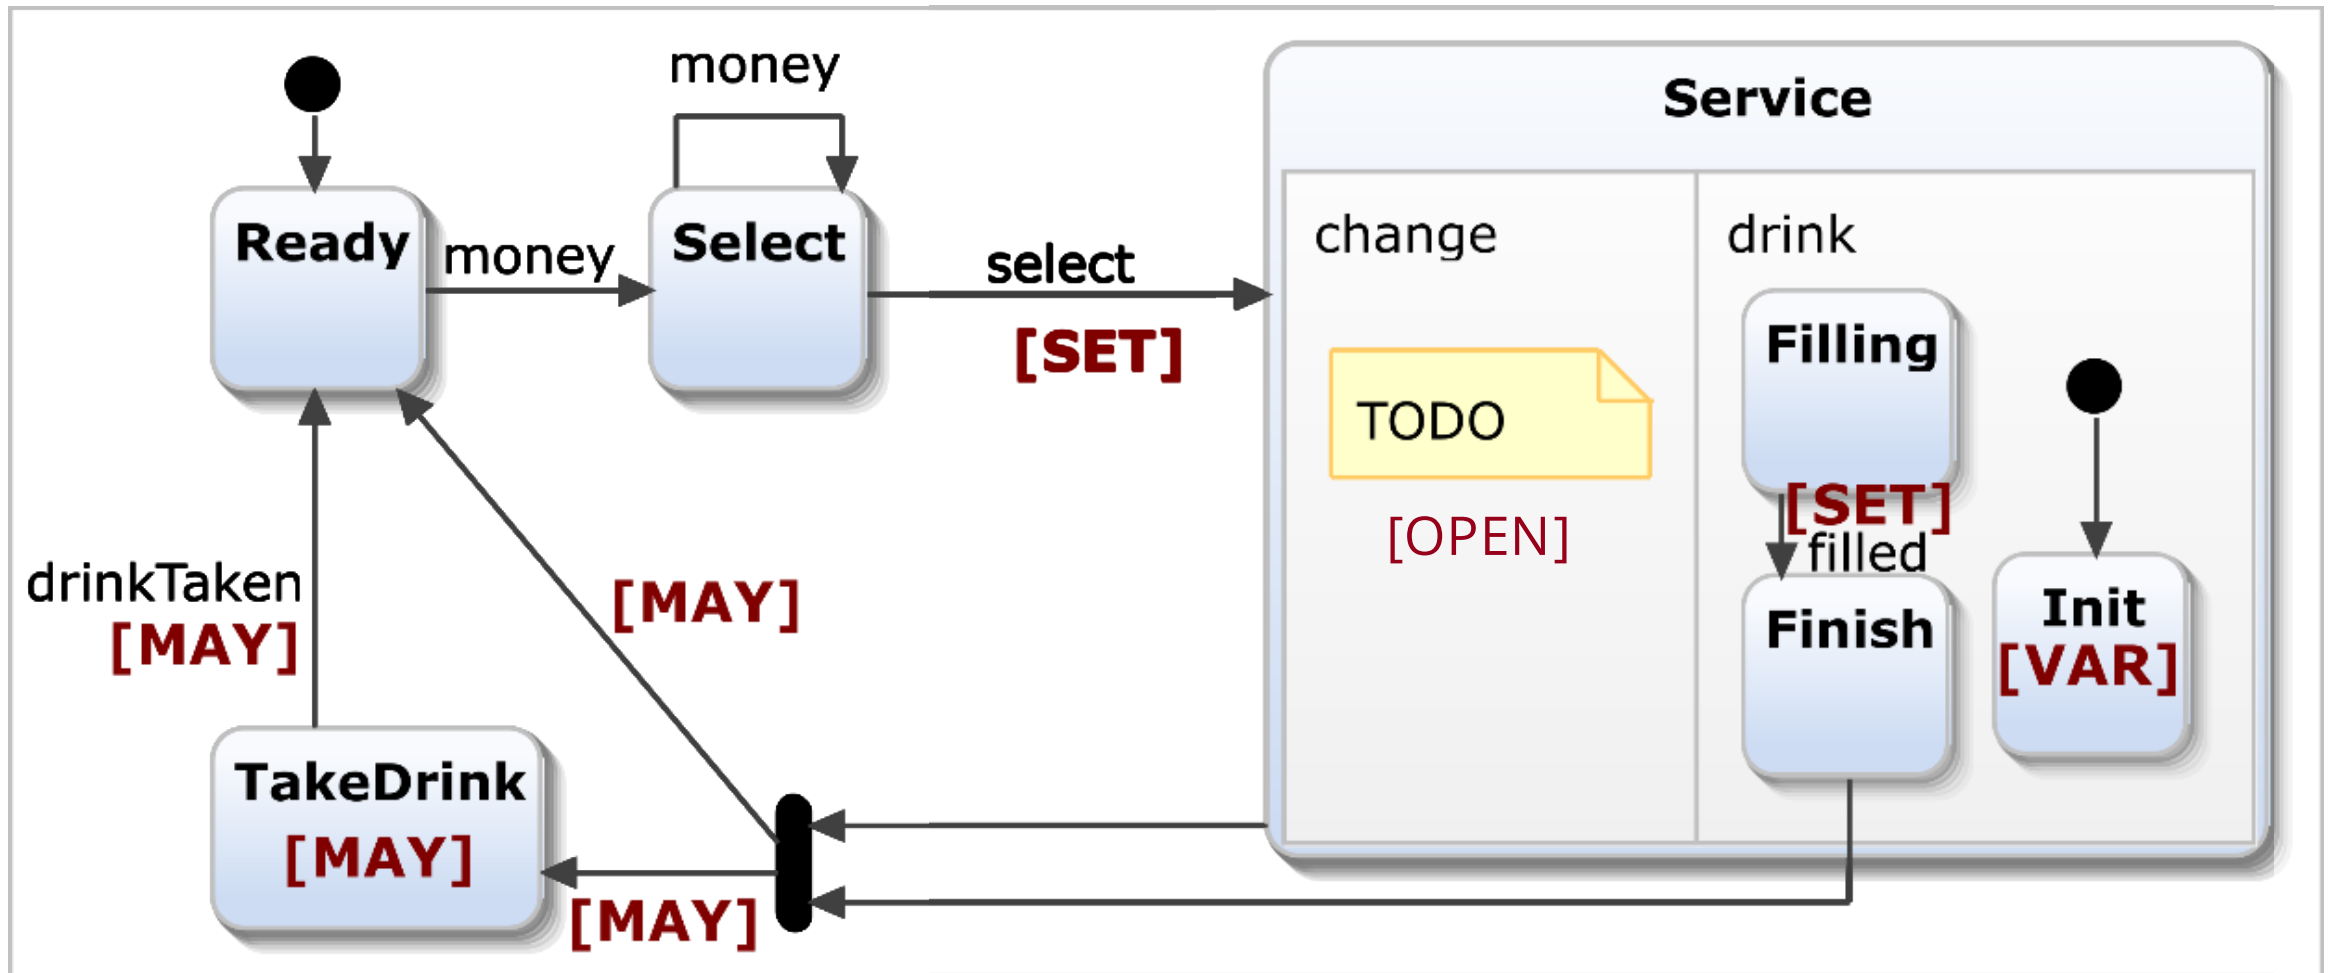 money
Service
Ready
money
Select
select
[SET]
change
drink
TODO
[OPEN]
Filling
[SET]
filled
Finish
Init
[VAR]
drinkTaken
[MAY]
[MAY]
TakeDrink
[MAY]
[MAY]